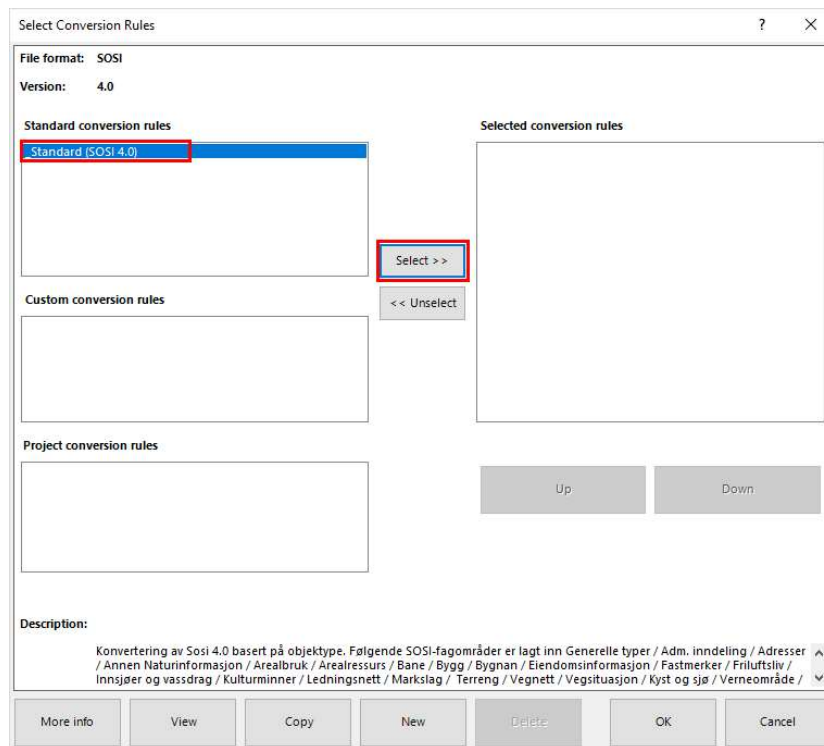 Select Conversion Rules
?
File format: SOSI
Version: 4.0
Standard conversion rules
Selected conversion rules
_Standard (SOSI 4.0)
Select >>
<< Unselect
Custom conversion rules
Project conversion rules
Up
Down
Description:
Konvertering av Sosi 4.0 basert på objektype. Følgende SOSI-fagområder er lagt inn Generelle typer / Adm. inndeling / Adresser
/ Annen Naturinformasjon / Arealbruk / Arealressurs / Bane / Bygg / Bygnan / Eiendomsinformasjon / Fastmerker / Friluftsliv /
Innsjøer og vassdrag / Kulturminner / Ledningsnett / Markslag / Terreng / Vegnett / Vegsituasjon / Kyst og sjø / Verneområde /
More info
View
Copy
New
Delete
OK
Cancel